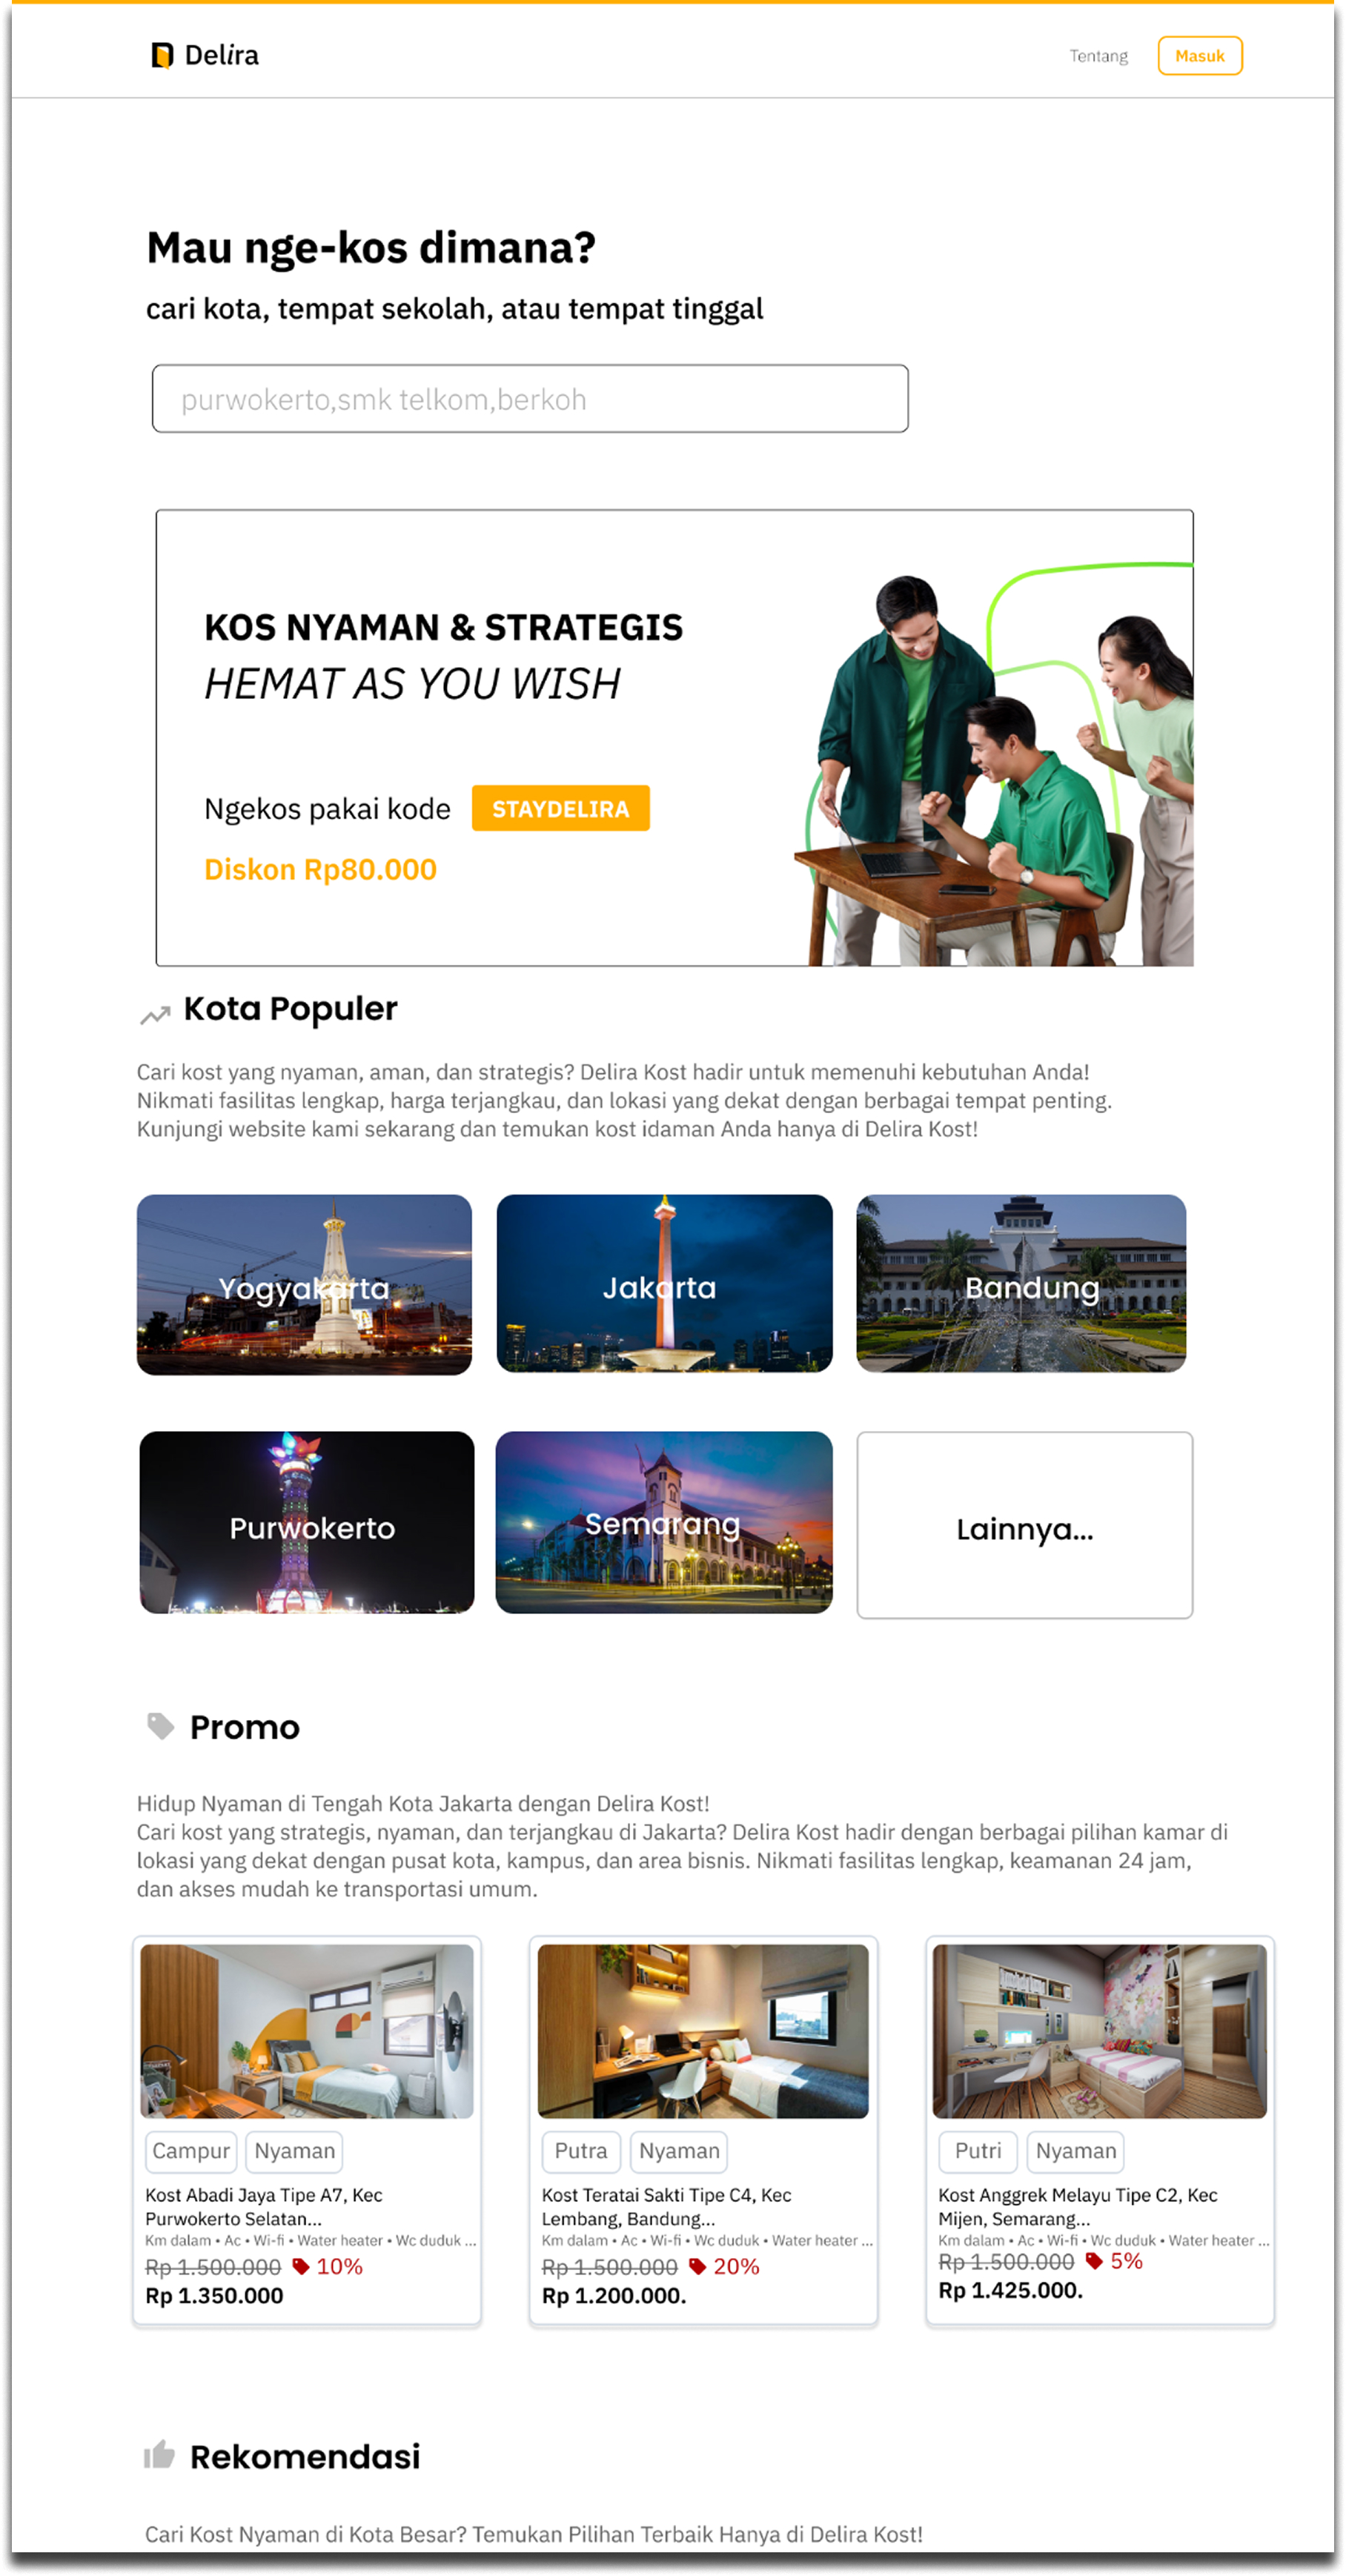 Delira
Tentang
Masuk
Mau nge-kos dimana?
cari kota, tempat sekolah, atau tempat tinggal
purwokerto,smk telkom,berkoh
KOS NYAMAN & STRATEGIS
HEMAT AS YOU WISH
Ngekos pakai kode STAYDELIRA
Diskon Rp80.000
Kota Populer
Cari kost yang nyaman, aman, dan strategis? Delira Kost hadir untuk memenuhi kebutuhan Anda!
Nikmati fasilitas lengkap, harga terjangkau, dan lokasi yang dekat dengan berbagai tempat penting.
Kunjungi website kami sekarang dan temukan kost idaman Anda hanya di Delira Kost!
Yogyakarta
Jakarta
Bandung
Purwokerto
Semarang
Lainnya...
Promo
Hidup Nyaman di Tengah Kota Jakarta dengan Delira Kost!
Cari kost yang strategis, nyaman, dan terjangkau di Jakarta? Delira Kost hadir dengan berbagai pilihan kamar di
lokasi yang dekat dengan pusat kota, kampus, dan area bisnis. Nikmati fasilitas lengkap, keamanan 24 jam,
dan akses mudah ke transportasi umum.
Campur
Nyaman
Kost Abadi Jaya Tipe A7, Kec
Purwokerto Selatan...
Km dalam • Ac • Wi-fi • Water heater • Wc duduk ...
Rp 1.500.000 10%
Rp 1.350.000
Putra
Nyaman
Kost Teratai Sakti Tipe C4, Kec
Lembang, Bandung...
Km dalam • Ac • Wi-fi • Wc duduk • Water heater ...
Rp 1.500.000 20%
Rp 1.200.000.
Putri
Nyaman
Kost Anggrek Melayu Tipe C2, Kec
Mijen, Semarang...
Km dalam • Ac • Wi-fi • Wc duduk • Water heater ...
Rp 1.500.000 5%
Rp 1.425.000.
Rekomendasi
Cari Kost Nyaman di Kota Besar? Temukan Pilihan Terbaik Hanya di Delira Kost!